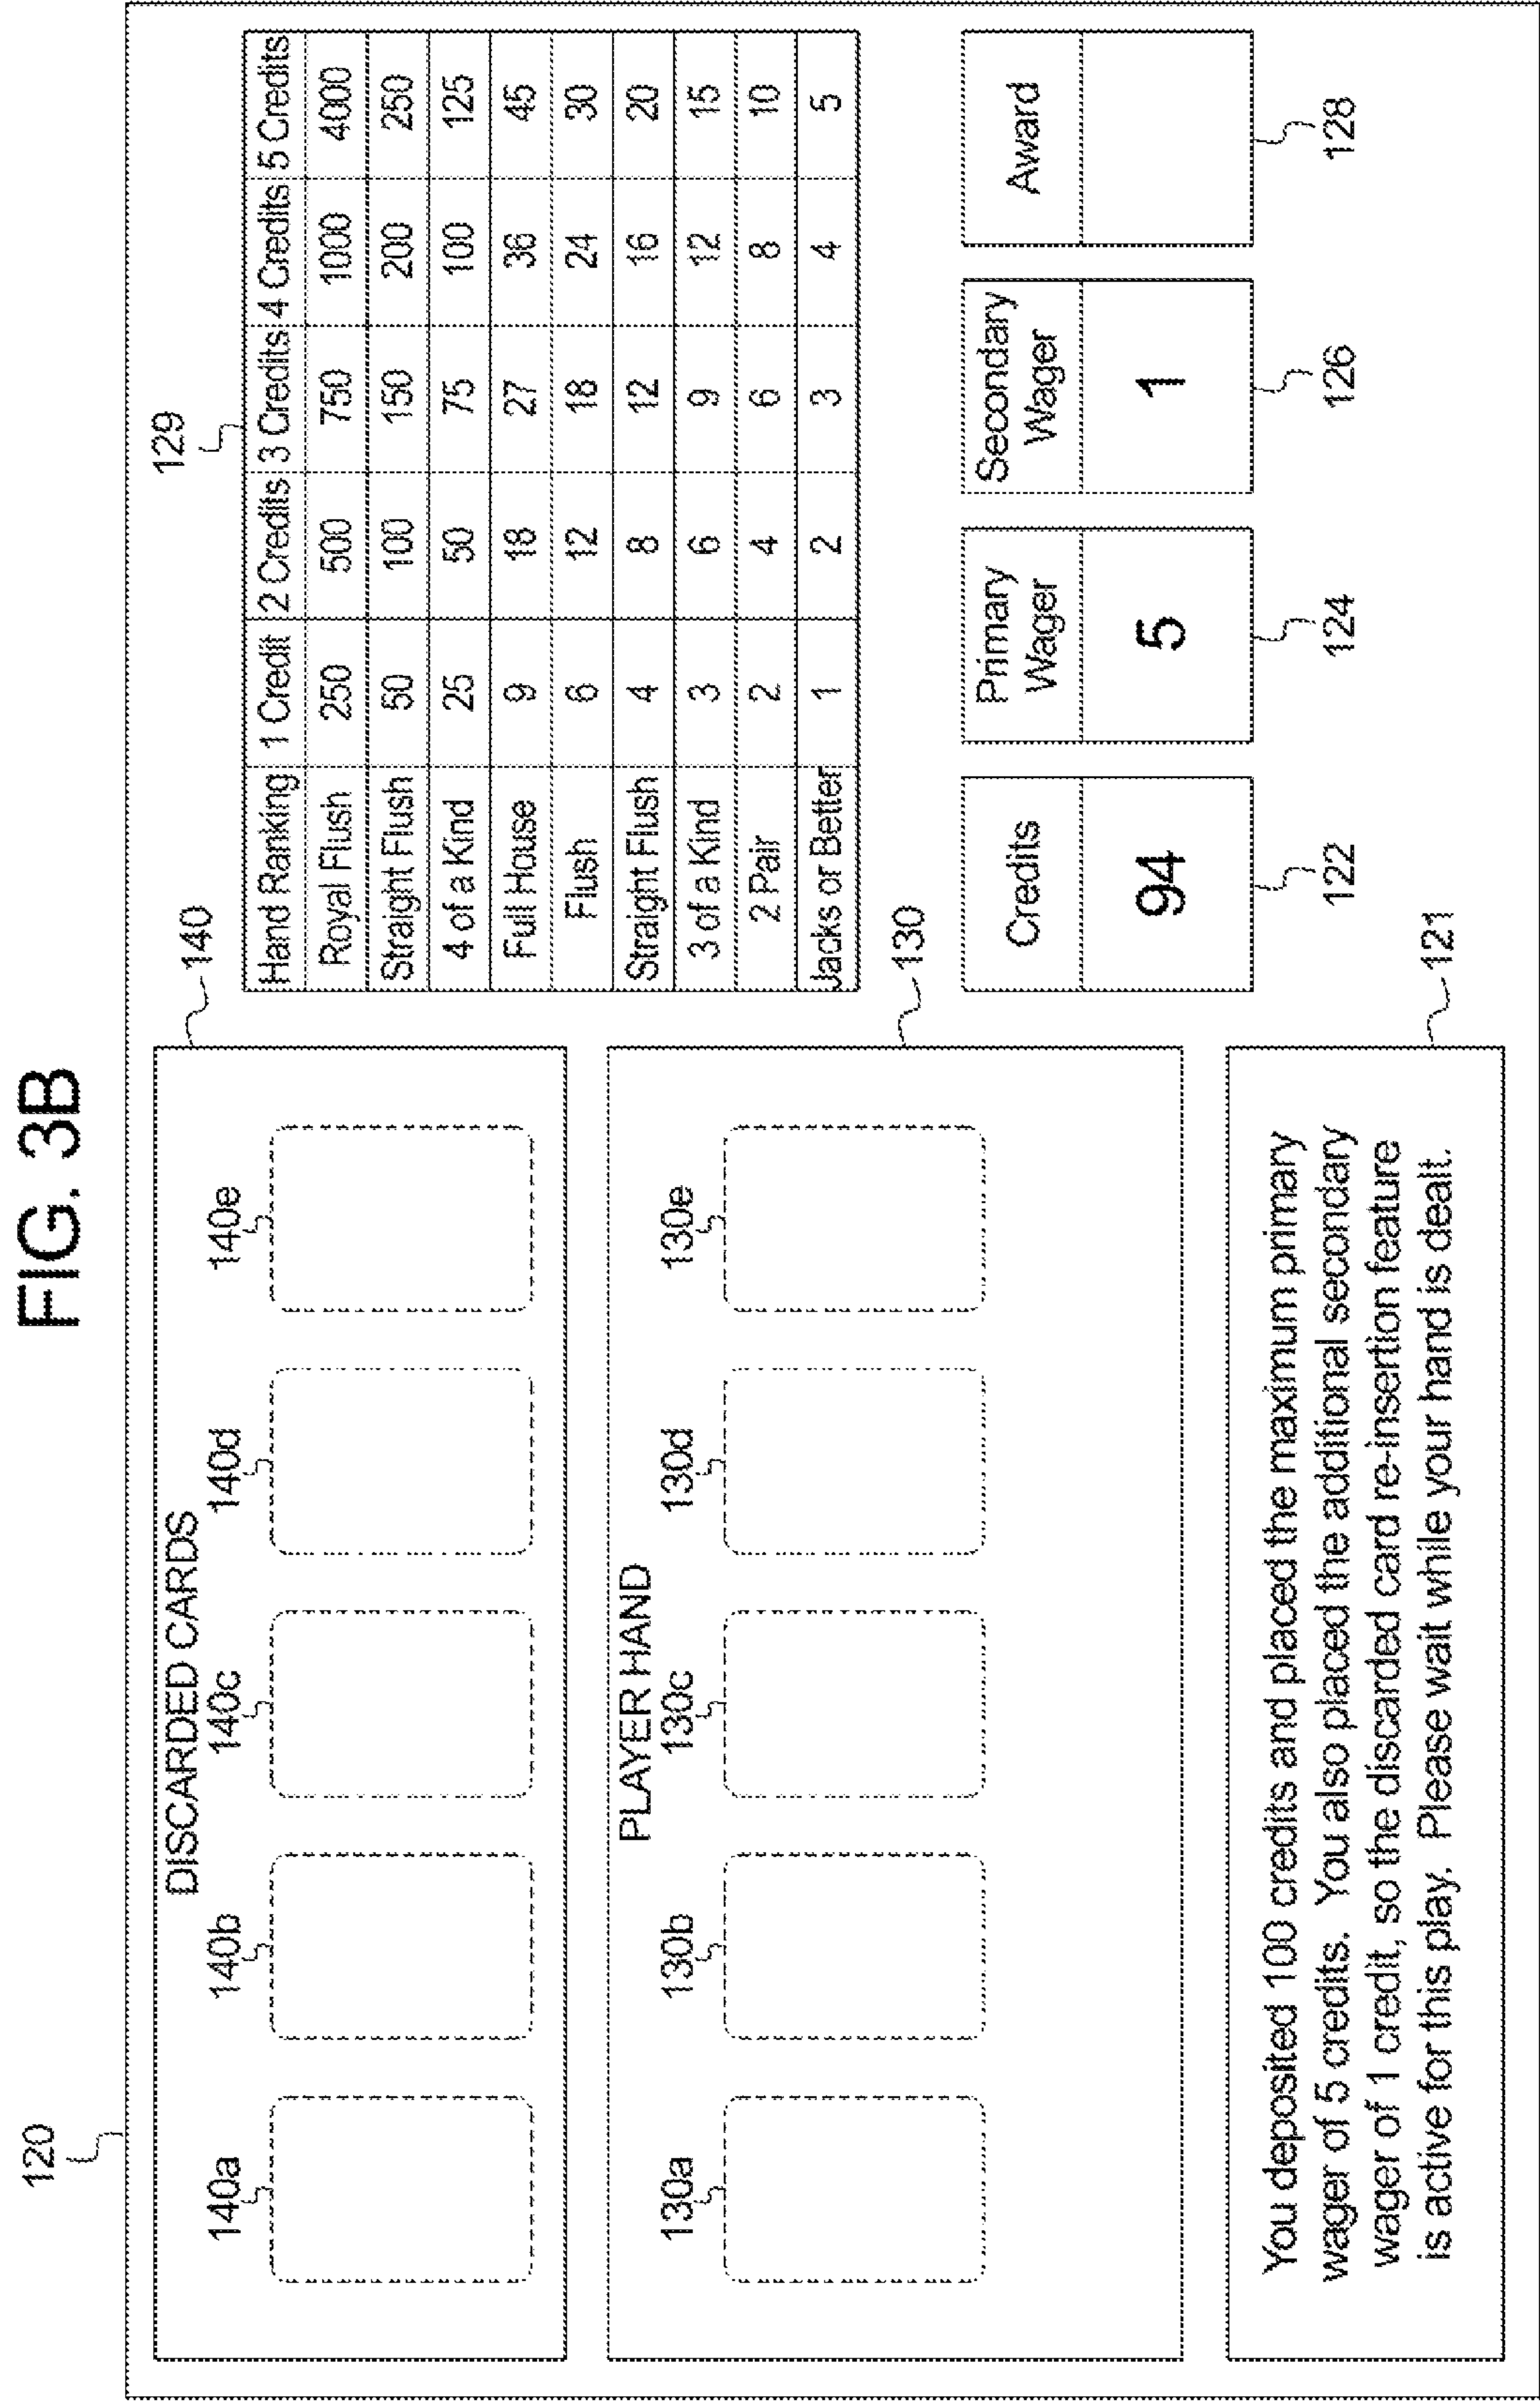 FIG. 3B
120
DISCARDED CARDS
140
140a 140b 140c 140d 140e
PLAYER HAND
130
130a 130b 130c 130d 130e
You deposited 100 credits and placed the maximum primary
wager of 5 credits. You also placed the additional secondary
wager of 1 credit, so the discarded card re-insertion feature
is active for this play. Please wait while your hand is dealt.
121
129
Hand Ranking 1 Credit 2 Credits 3 Credits 4 Credits 5 Credits
Royal Flush 250 500 750 1000 4000
Straight Flush 50 100 150 200 250
4 of a Kind 25 50 75 100 125
Full House 9 18 27 36 45
Flush 6 12 18 24 30
Straight Flush 4 8 12 16 20
3 of a Kind 3 6 9 12 15
2 Pair 2 4 6 8 10
Jacks or Better 1 2 3 4 5
Credits
94
122
Primary
Wager
5
124
Secondary
Wager
1
126
Award
128